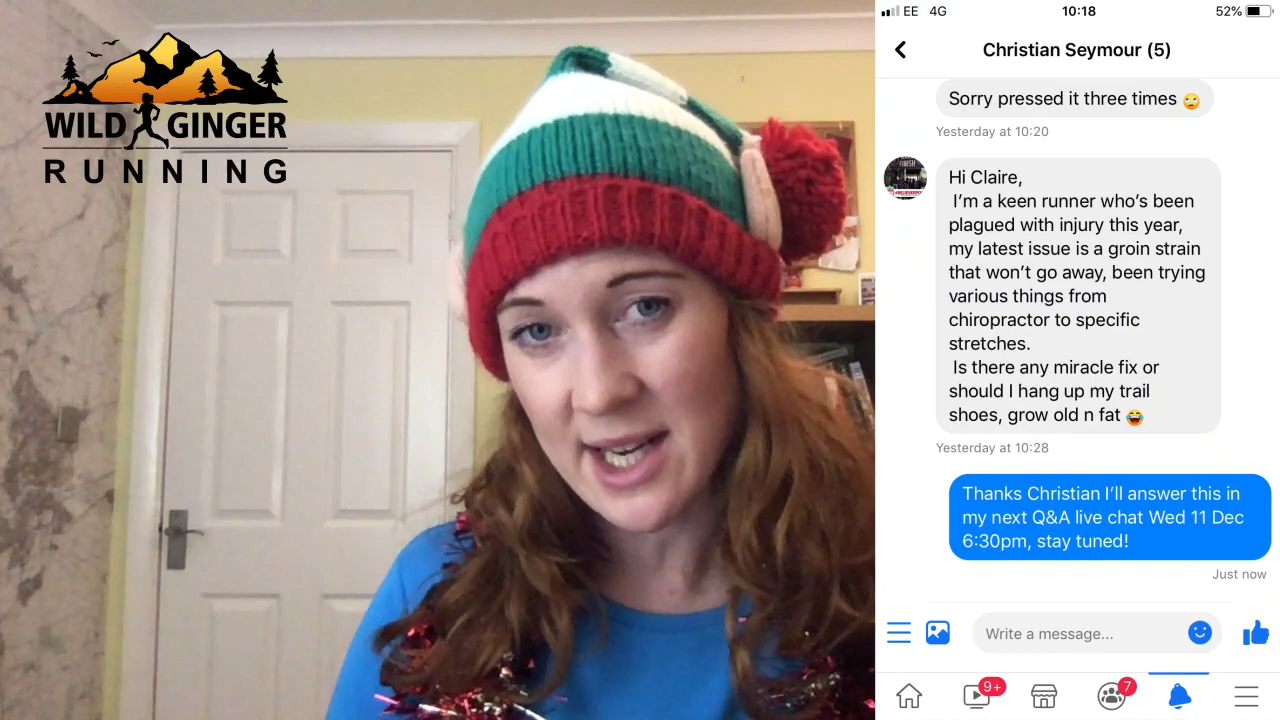 WILD GINGER
RUNNING
EE 4G 10:18 52%
Christian Seymour (5)
Sorry pressed it three times 🙄
Yesterday at 10:20
Hi Claire,
I’m a keen runner who’s been
plagued with injury this year,
my latest issue is a groin strain
that won’t go away, been trying
various things from
chiropractor to specific
stretches.
Is there any miracle fix or
should I hang up my trail
shoes, grow old n fat 😂
Yesterday at 10:28
Thanks Christian I’ll answer this in
my next Q&A live chat Wed 11 Dec
6:30pm, stay tuned!
Just now
Write a message...
9+
7